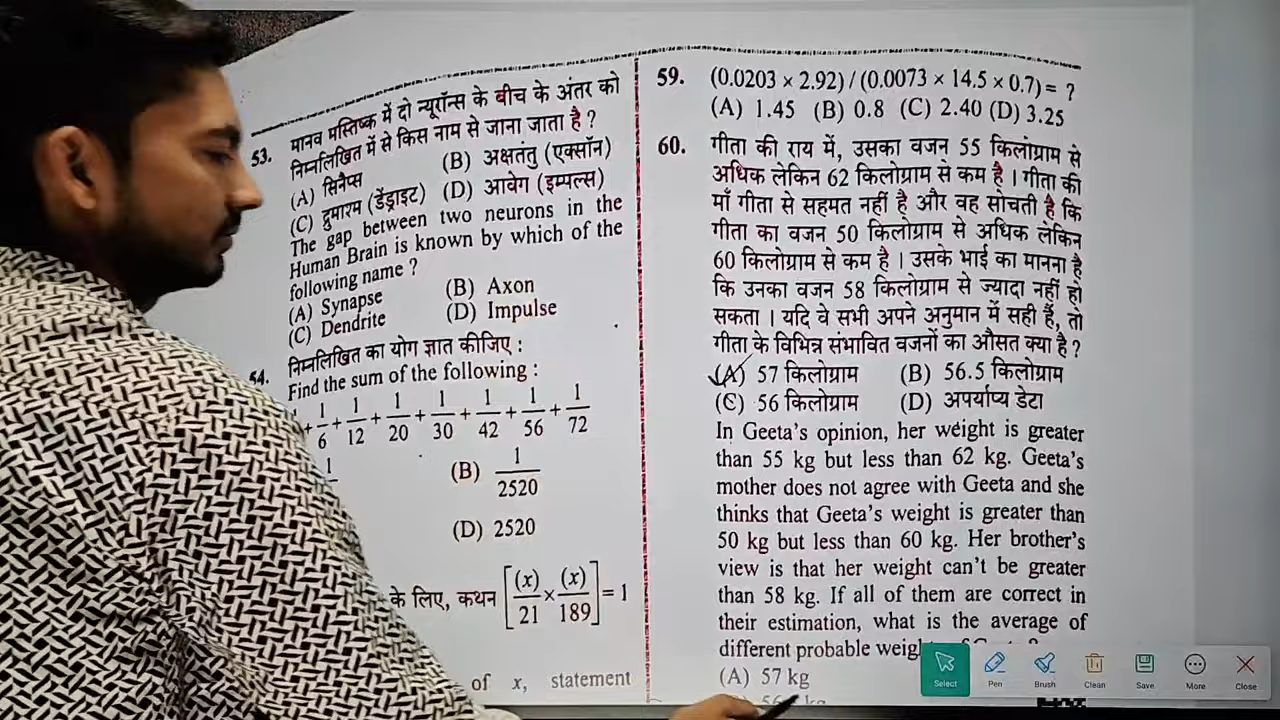 53. मानव मस्तिष्क में दो न्यूरॉन्स के बीच के अंतर को
निम्नलिखित में से किस नाम से जाना जाता है ?
(A) सिनैप्स (B) अक्षतंतु (एक्सॉन)
(C) द्रुमारम (डेंड्राइट) (D) आवेग (इम्पल्स)
The gap between two neurons in the
Human Brain is known by which of the
following name ?
(A) Synapse (B) Axon
(C) Dendrite (D) Impulse
54. निम्नलिखित का योग ज्ञात कीजिए :
Find the sum of the following :
+ 1/6 + 1/12 + 1/20 + 1/30 + 1/42 + 1/56 + 1/72
1
(B) 1/2520
(D) 2520
के लिए, कथन [(x)/21 × (x)/189] = 1
of x, statement
59. (0.0203 × 2.92) / (0.0073 × 14.5 × 0.7) = ?
(A) 1.45 (B) 0.8 (C) 2.40 (D) 3.25
60. गीता की राय में, उसका वजन 55 किलोग्राम से
अधिक लेकिन 62 किलोग्राम से कम है । गीता की
माँ गीता से सहमत नहीं है और वह सोचती है कि
गीता का वजन 50 किलोग्राम से अधिक लेकिन
60 किलोग्राम से कम है । उसके भाई का मानना है
कि उनका वजन 58 किलोग्राम से ज्यादा नहीं हो
सकता । यदि वे सभी अपने अनुमान में सही हैं, तो
गीता के विभिन्न संभावित वजनों का औसत क्या है ?
(A) 57 किलोग्राम (B) 56.5 किलोग्राम
(C) 56 किलोग्राम (D) अपर्याप्य डेटा
In Geeta's opinion, her weight is greater
than 55 kg but less than 62 kg. Geeta's
mother does not agree with Geeta and she
thinks that Geeta's weight is greater than
50 kg but less than 60 kg. Her brother's
view is that her weight can't be greater
than 58 kg. If all of them are correct in
their estimation, what is the average of
different probable
(A) 57 kg
Select Pen Brush Clean Save More Close